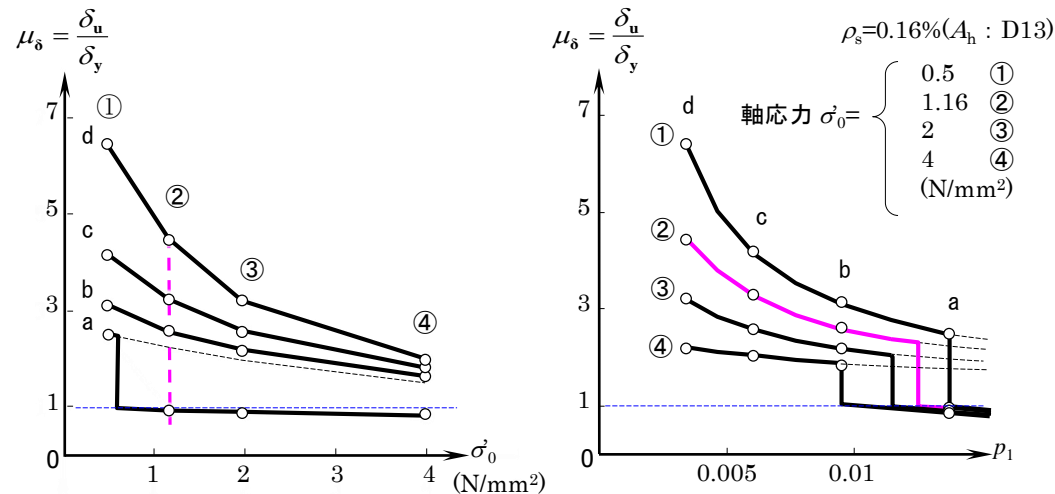 μδ = δu/δy
7
5
3
1
0
①
d
c
b
a
②
③
④
1
2
3
4
σ'0
(N/mm²)
μδ = δu/δy
ρs=0.16%(Ah : D13)
軸応力 σ'0=
0.5 ①
1.16 ②
2 ③
4 ④
(N/mm²)
7
5
3
1
0
d
①
c
②
b
③
a
④
0.005
0.01
p1